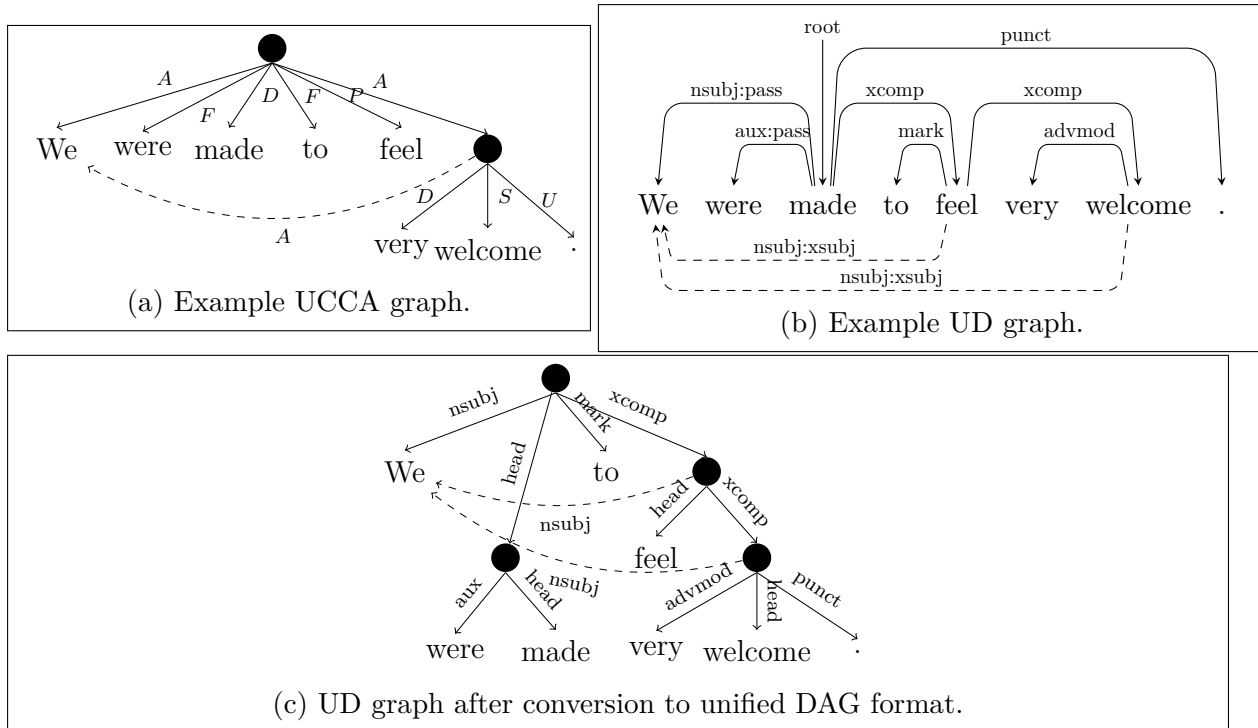 A
A
D
F
P
F
We were made to feel
D
S
U
A
very welcome .
(a) Example UCCA graph.
root
punct
nsubj:pass
xcomp
xcomp
aux:pass
mark
advmod
We were made to feel very welcome .
nsubj:xsubj
nsubj:xsubj
(b) Example UD graph.
nsubj
mark
xcomp
head
We
to
head
xcomp
nsubj
feel
aux
head
nsubj
advmod
head
punct
were
made
very
welcome
.
(c) UD graph after conversion to unified DAG format.